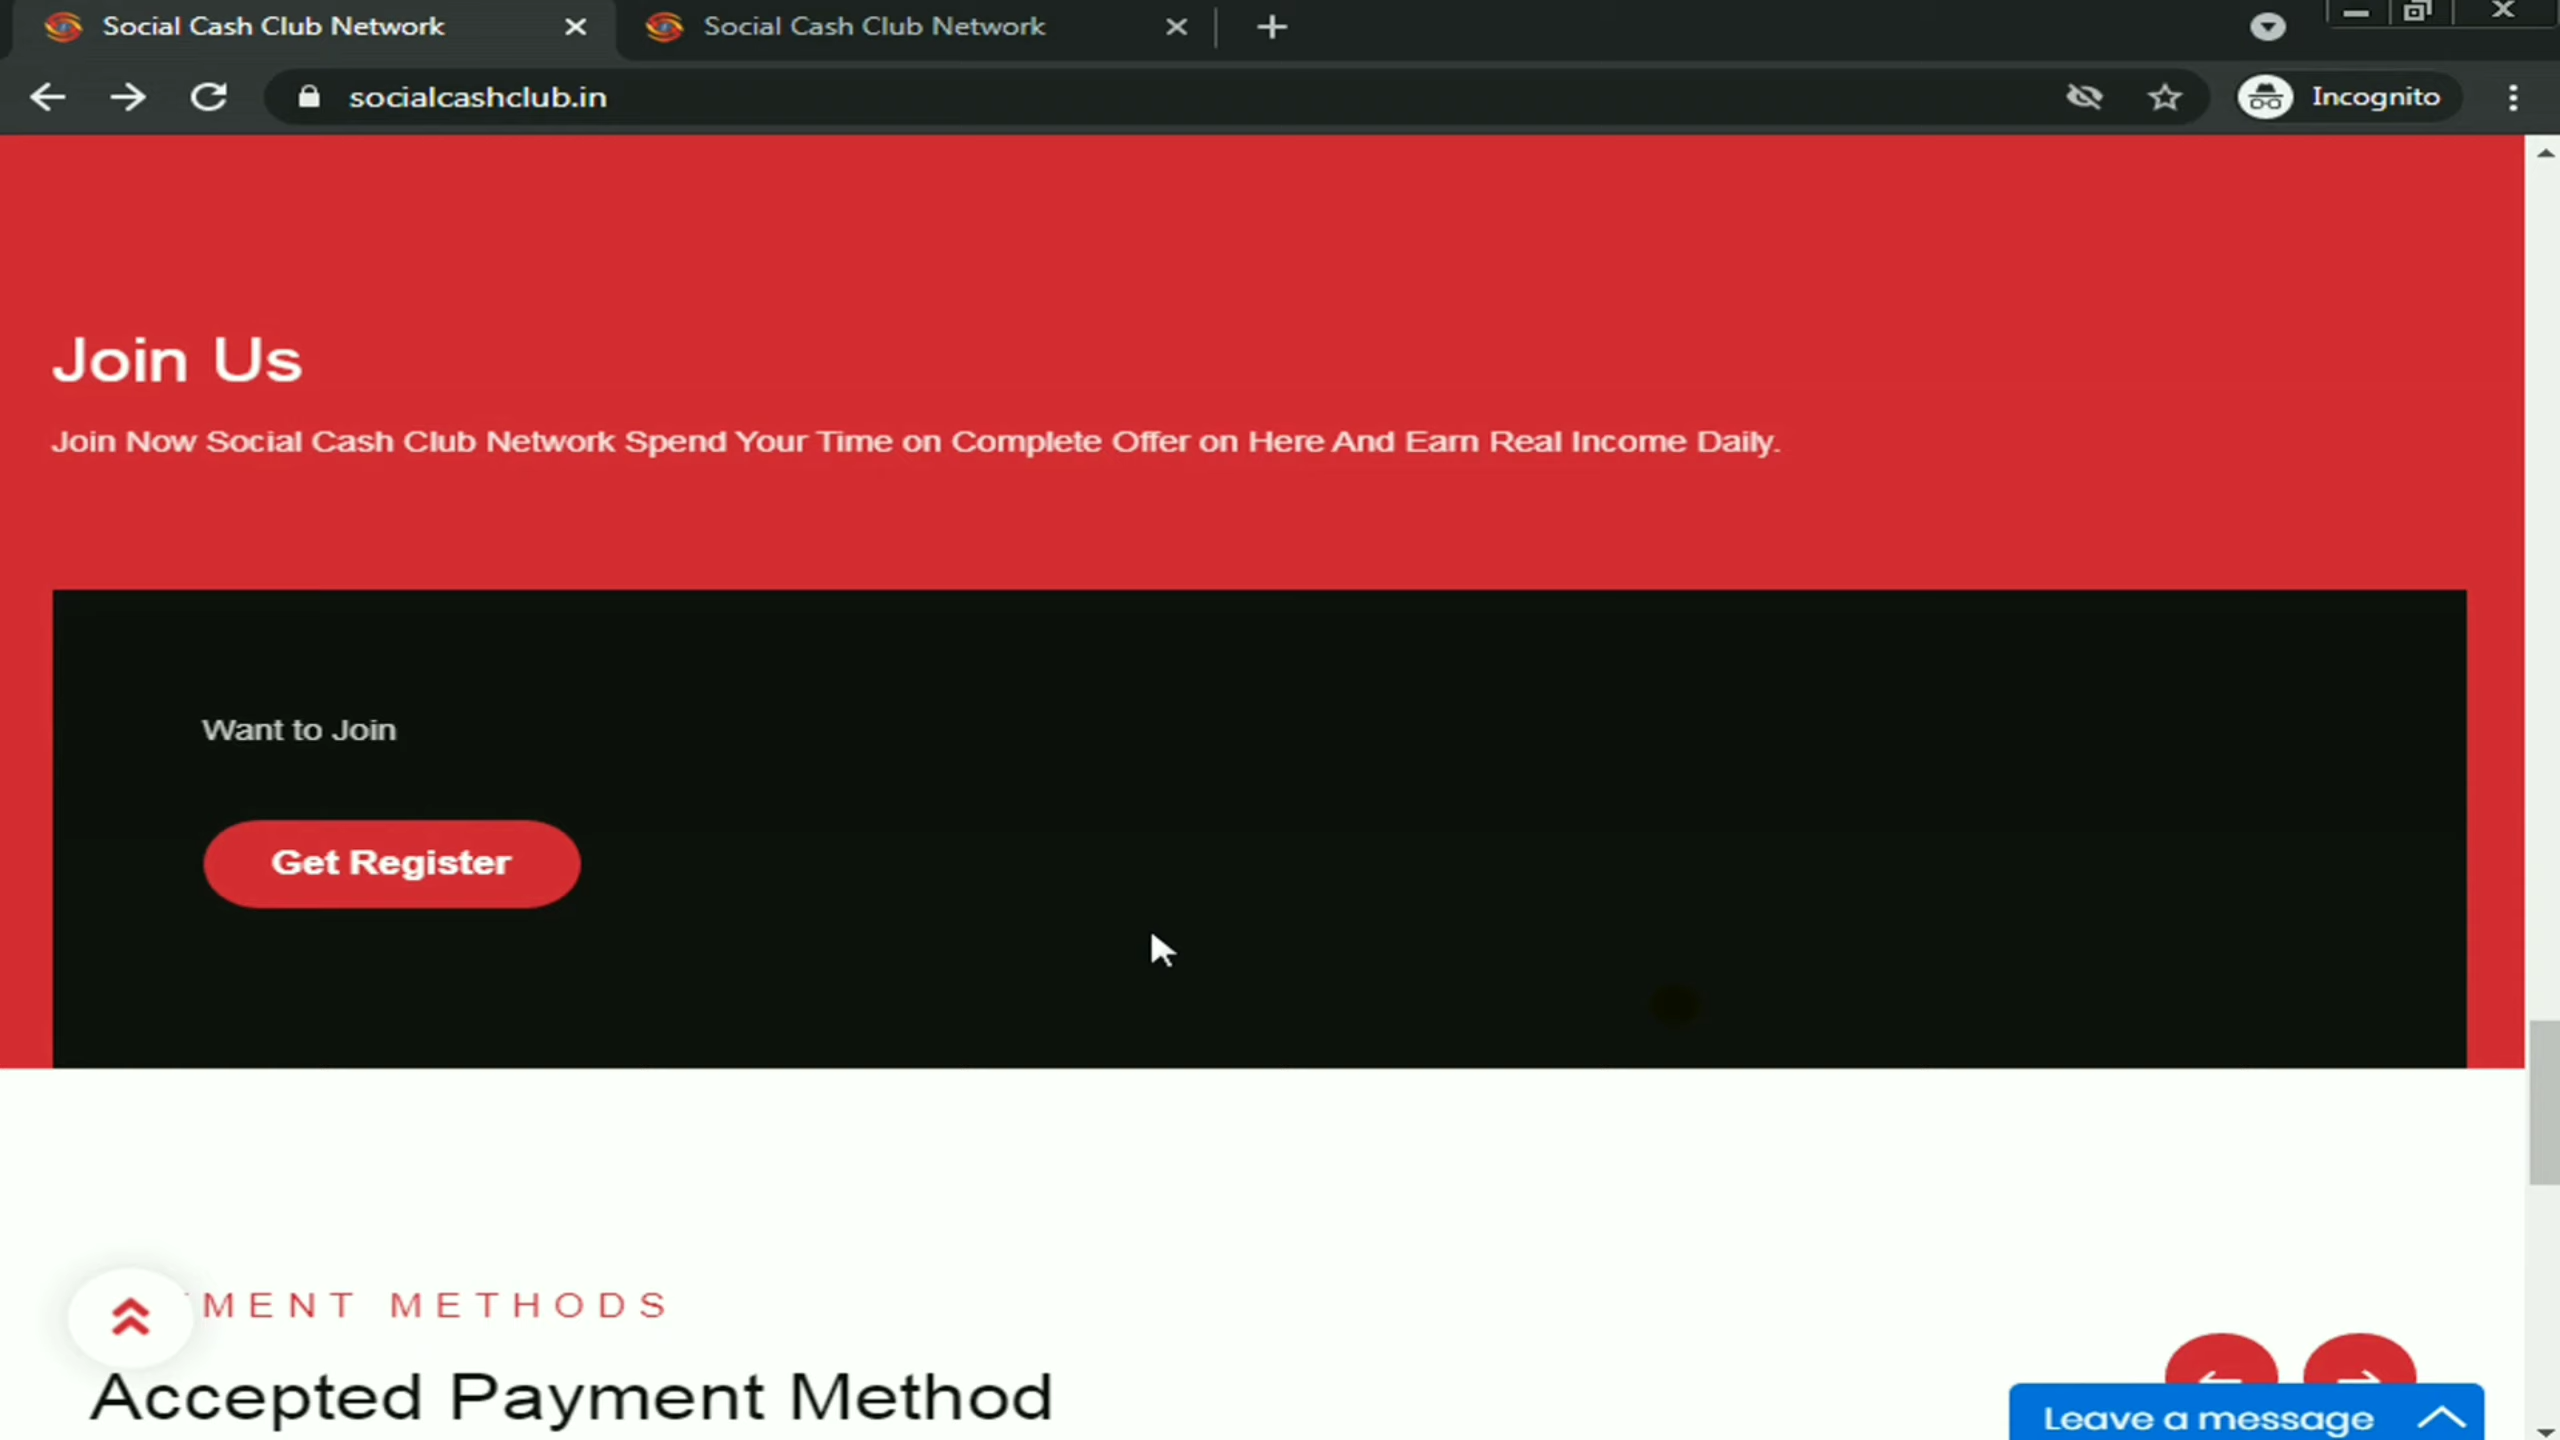 Social Cash Club Network
Social Cash Club Network
socialcashclub.in
Incognito
Join Us
Join Now Social Cash Club Network Spend Your Time on Complete Offer on Here And Earn Real Income Daily.
Want to Join
Get Register
MENT METHODS
Accepted Payment Method
Leave a message